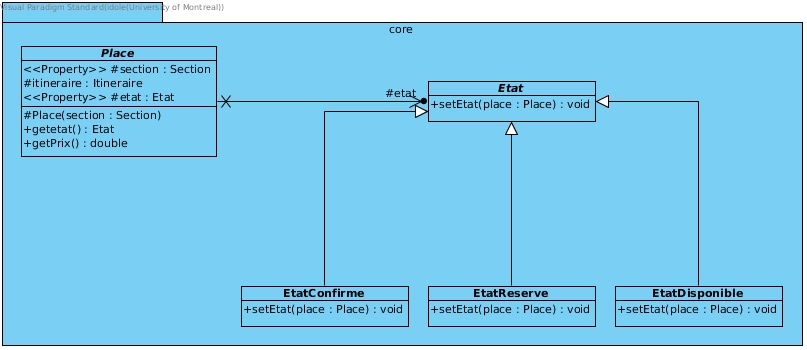 Visual Paradigm Standard(idole(University of Montreal))
core
Place
<<Property>> #section : Section
#itineraire : Itineraire
<<Property>> #etat : Etat
#Place(section : Section)
+getetat() : Etat
+getPrix() : double
#etat
Etat
+setEtat(place : Place) : void
EtatConfirme
+setEtat(place : Place) : void
EtatReserve
+setEtat(place : Place) : void
EtatDisponible
+setEtat(place : Place) : void